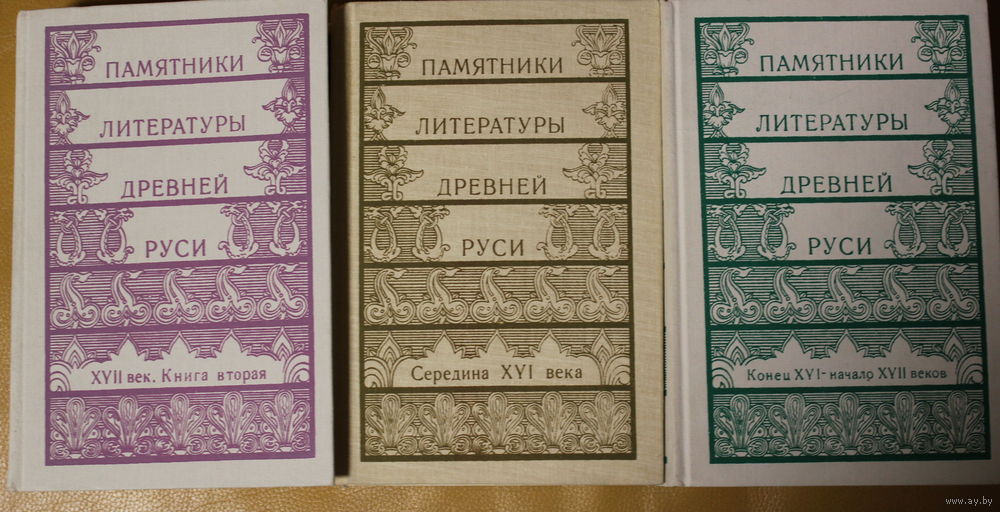 ПАМЯТНИКИ
ЛИТЕРАТУРЫ
ДРЕВНЕЙ
РУСИ
XVII век. Книга вторая
ПАМЯТНИКИ
ЛИТЕРАТУРЫ
ДРЕВНЕЙ
РУСИ
Середина XVI века
ПАМЯТНИКИ
ЛИТЕРАТУРЫ
ДРЕВНЕЙ
РУСИ
Конец XVI-начало XVII веков
www.ay.by